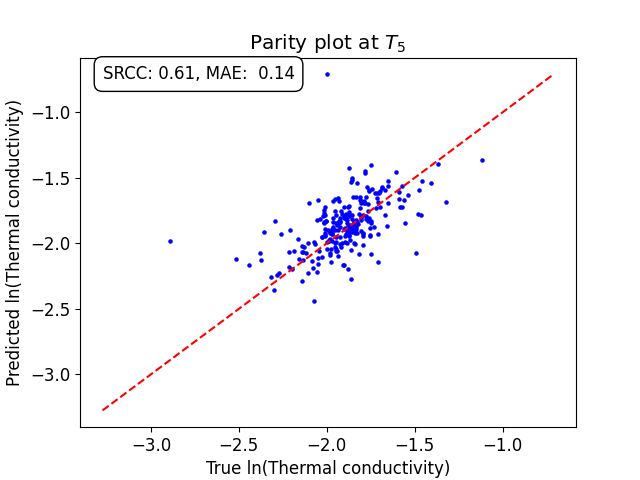 Parity plot at T₅
SRCC: 0.61, MAE:  0.14
Predicted ln(Thermal conductivity)
−1.0
−1.5
−2.0
−2.5
−3.0
−3.0 −2.5 −2.0 −1.5 −1.0
True ln(Thermal conductivity)